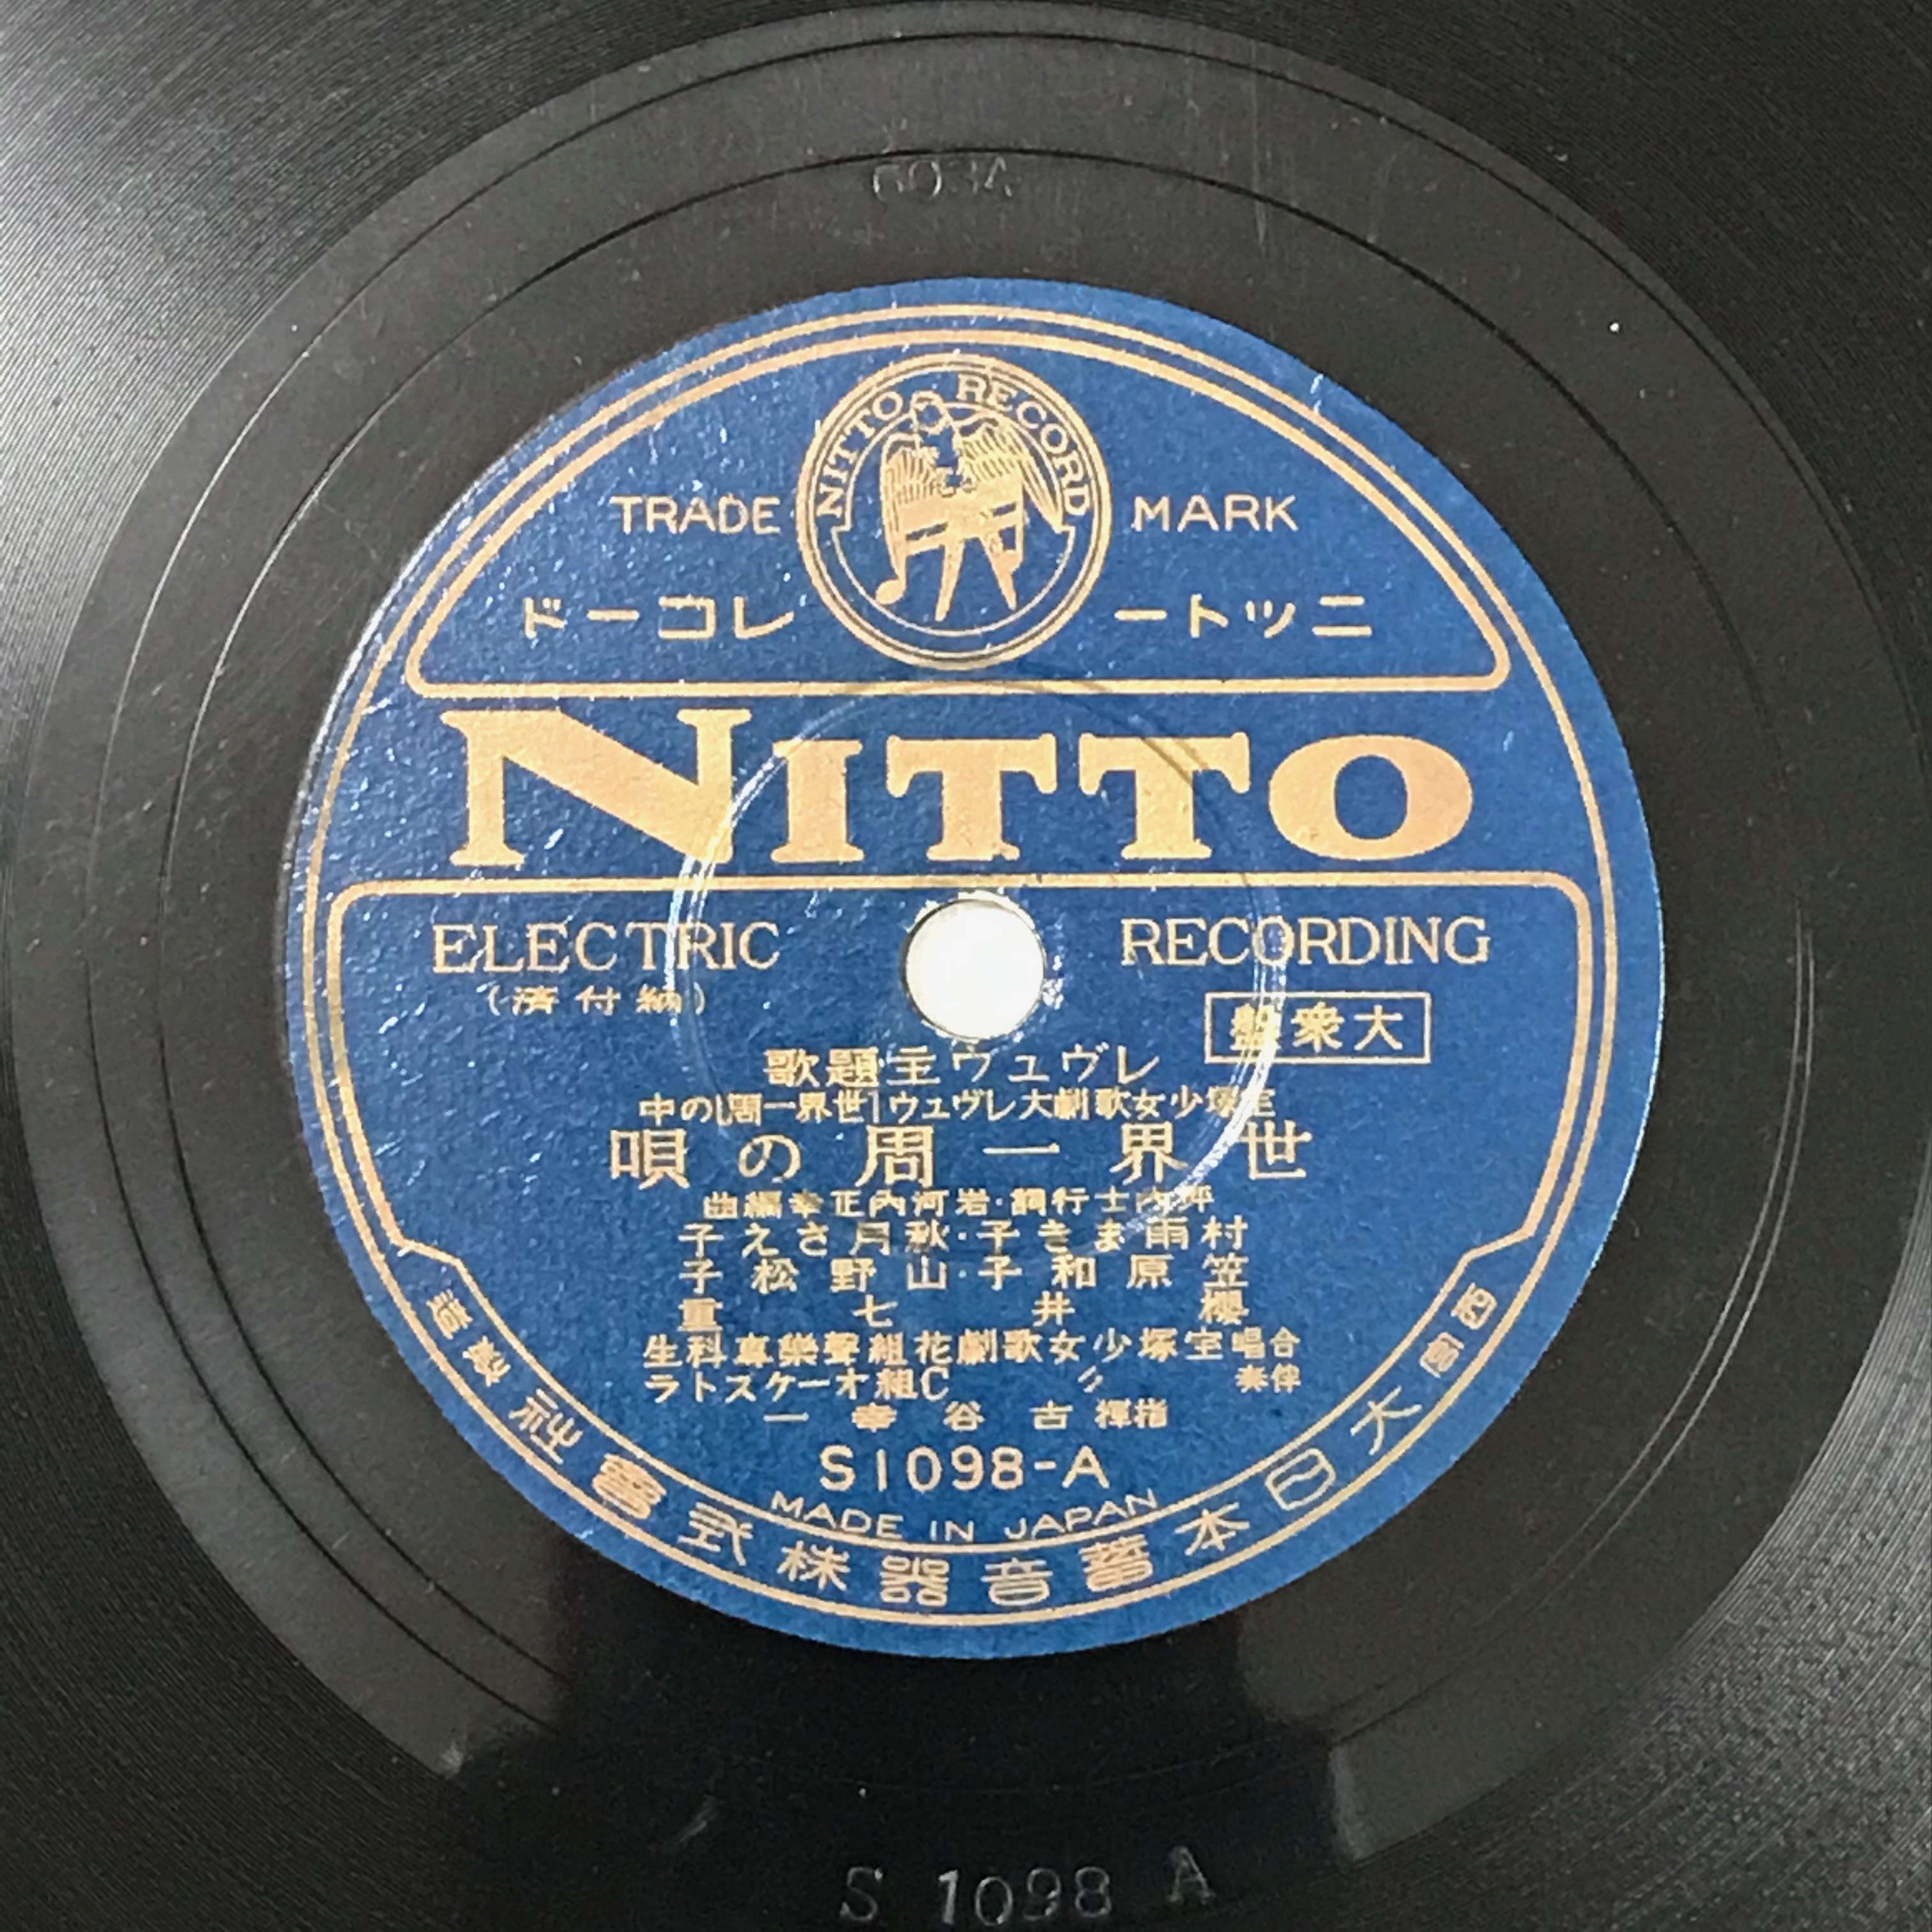 603A
NITTO RECORD
TRADE MARK
ニットーレコード
NITTO
ELECTRIC RECORDING
(納付済)
大衆盤
レヴュウ主題歌
宝塚少女歌劇大レヴュウ「世界一周」の中
世界一周の唄
坪内士行詞・岩河内正幸編曲
村雨まき子・秋月さえ子
笠原和子・山野松子
櫻井七重
合唱宝塚少女歌劇花組聲樂専科生
伴奏 〃 C組オーケストラ
指揮 古谷幸一
S1098-A
MADE IN JAPAN
西宮 大日本蓄音器株式會社製造
S 1098 A